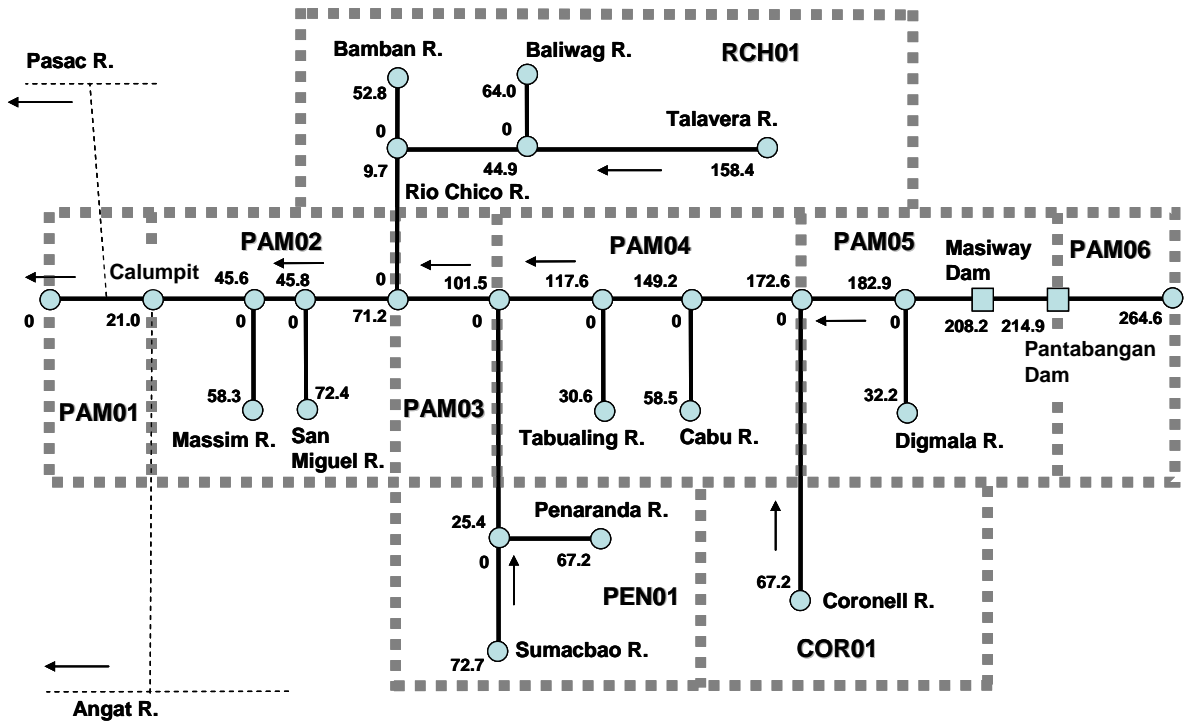 Bamban R.
Baliwag R.
RCH01
Pasac R.
52.8
64.0
Talavera R.
0
0
9.7
44.9
158.4
Rio Chico R.
PAM02
PAM04
PAM05
Masiway
Dam
PAM06
Calumpit
45.6
45.8
0
101.5
117.6
149.2
172.6
182.9
0
21.0
0
0
71.2
0
0
0
0
0
208.2
214.9
264.6
Pantabangan
Dam
PAM01
58.3
72.4
PAM03
30.6
58.5
32.2
Massim R.
San
Miguel R.
Tabualing R.
Cabu R.
Digmala R.
25.4
Penaranda R.
0
67.2
67.2
PEN01
Coronell R.
72.7
Sumacbao R.
COR01
Angat R.